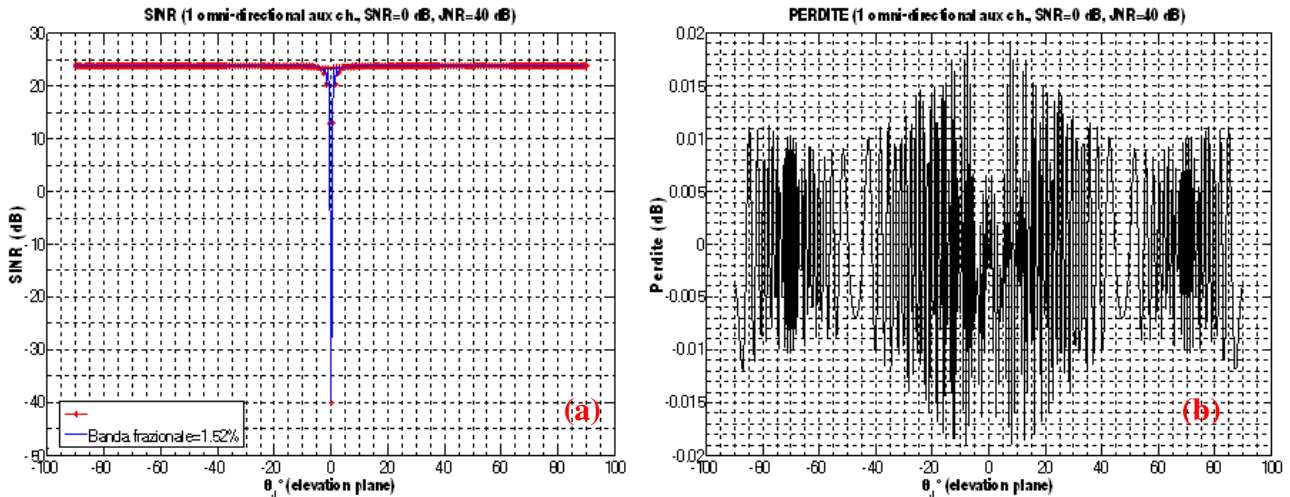 SINR (1 omni-directional aux ch., SNR=0 dB, JNR=40 dB)
30
20
10
0
-10
-20
-30
-40
-50
SINR (dB)
Banda frazionale=1.52%
(a)
-100 -80 -60 -40 -20 0 20 40 60 80 100
θJ° (elevation plane)
PERDITE (1 omni-directional aux ch., SNR=0 dB, JNR=40 dB)
0.02
0.015
0.01
0.005
0
-0.005
-0.01
-0.015
-0.02
Perdite (dB)
(b)
-100 -80 -60 -40 -20 0 20 40 60 80 100
θJ° (elevation plane)